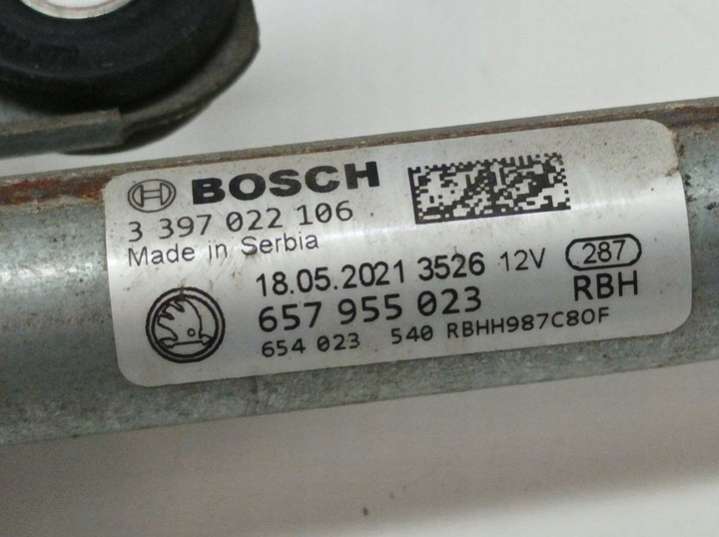 BOSCH
3 397 022 106
Made in Serbia
18.05.2021 3526 12V 287
657 955 023 RBH
654 023 540 RBHH987C80F